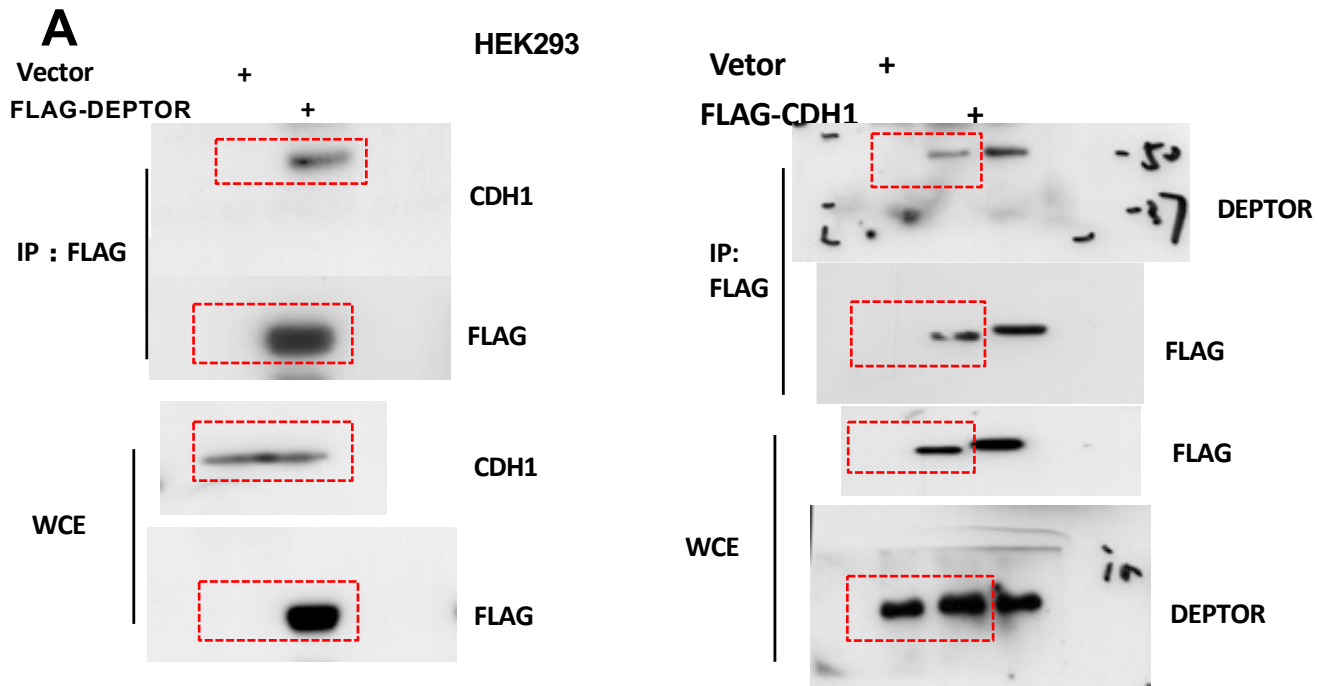 A
HEK293
Vector +
FLAG-DEPTOR +
CDH1
IP : FLAG
FLAG
CDH1
WCE
FLAG
Vetor +
FLAG-CDH1 +
-50
-37
DEPTOR
IP:
FLAG
FLAG
FLAG
WCE
in
DEPTOR